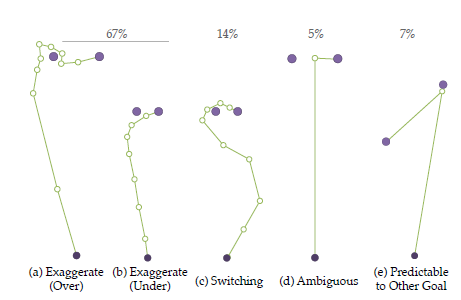 67% 14% 5% 7%
(a) Exaggerate (b) Exaggerate (c) Switching (d) Ambiguous (e) Predictable
(Over) (Under) to Other Goal